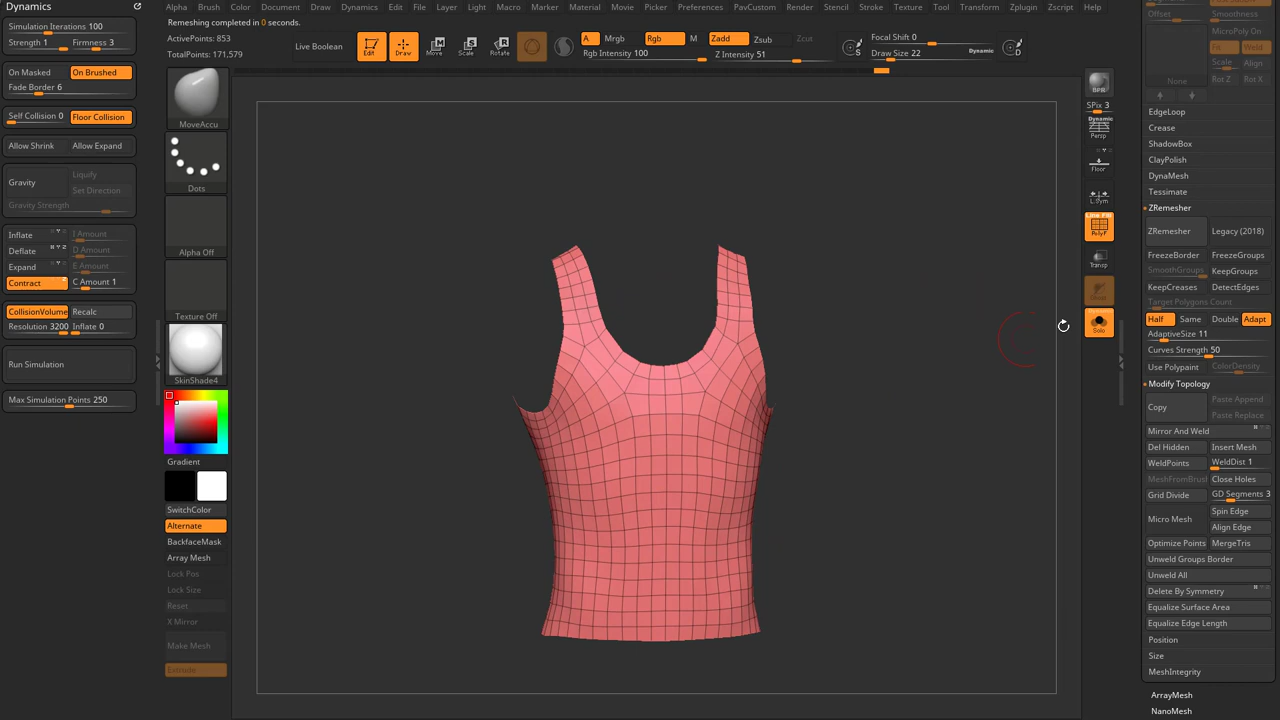 Dynamics
Alpha Brush Color Document Draw Dynamics Edit File Layer Light Macro Marker Material Movie Picker Preferences PavCustom Render Stencil Stroke Texture Tool Transform Zplugin Zscript Help
Remeshing completed in 0 seconds.
ActivePoints: 853
TotalPoints: 171,579
Live Boolean
Edit
Draw
Move
Scale
Rotate
A
Mrgb
Rgb
M
Rgb Intensity 100
Zadd
Zsub
Zcut
Z Intensity 51
S
Focal Shift 0
Draw Size 22
Dynamic
D
Simulation Iterations 100
Strength 1
Firmness 3
On Masked
On Brushed
Fade Border 6
Self Collision 0
Floor Collision
Allow Shrink
Allow Expand
Gravity
Liquify
Set Direction
Gravity Strength
Inflate
I Amount
Deflate
D Amount
Expand
E Amount
Contract
C Amount 1
CollisionVolume
Recalc
Resolution 3200
Inflate 0
Run Simulation
Max Simulation Points 250
MoveAccu
Dots
Alpha Off
Texture Off
SkinShade4
Gradient
SwitchColor
Alternate
BackfaceMask
Array Mesh
Lock Pos
Lock Size
Reset
X Mirror
Make Mesh
Extrude
BPR
SPix 3
Dynamic
Persp
Floor
L.Sym
Line Fill
PolyF
Transp
Solo
Offset
Smoothness
MicroPoly On
Fit
Weld
Scale
Align
None
Rot Z
Rot X
EdgeLoop
Crease
ShadowBox
ClayPolish
DynaMesh
Tessimate
ZRemesher
ZRemesher
Legacy (2018)
FreezeBorder
FreezeGroups
SmoothGroups
KeepGroups
KeepCreases
DetectEdges
Target Polygons Count
Half
Same
Double
Adapt
AdaptiveSize 11
Curves Strength 50
Use Polypaint
ColorDensity
Modify Topology
Copy
Paste Append
Paste Replace
Mirror And Weld
Del Hidden
Insert Mesh
WeldPoints
WeldDist 1
MeshFromBrush
Close Holes
Grid Divide
GD Segments 3
Micro Mesh
Spin Edge
Align Edge
Optimize Points
MergeTris
Unweld Groups Border
Unweld All
Delete By Symmetry
Equalize Surface Area
Equalize Edge Length
Position
Size
MeshIntegrity
ArrayMesh
NanoMesh